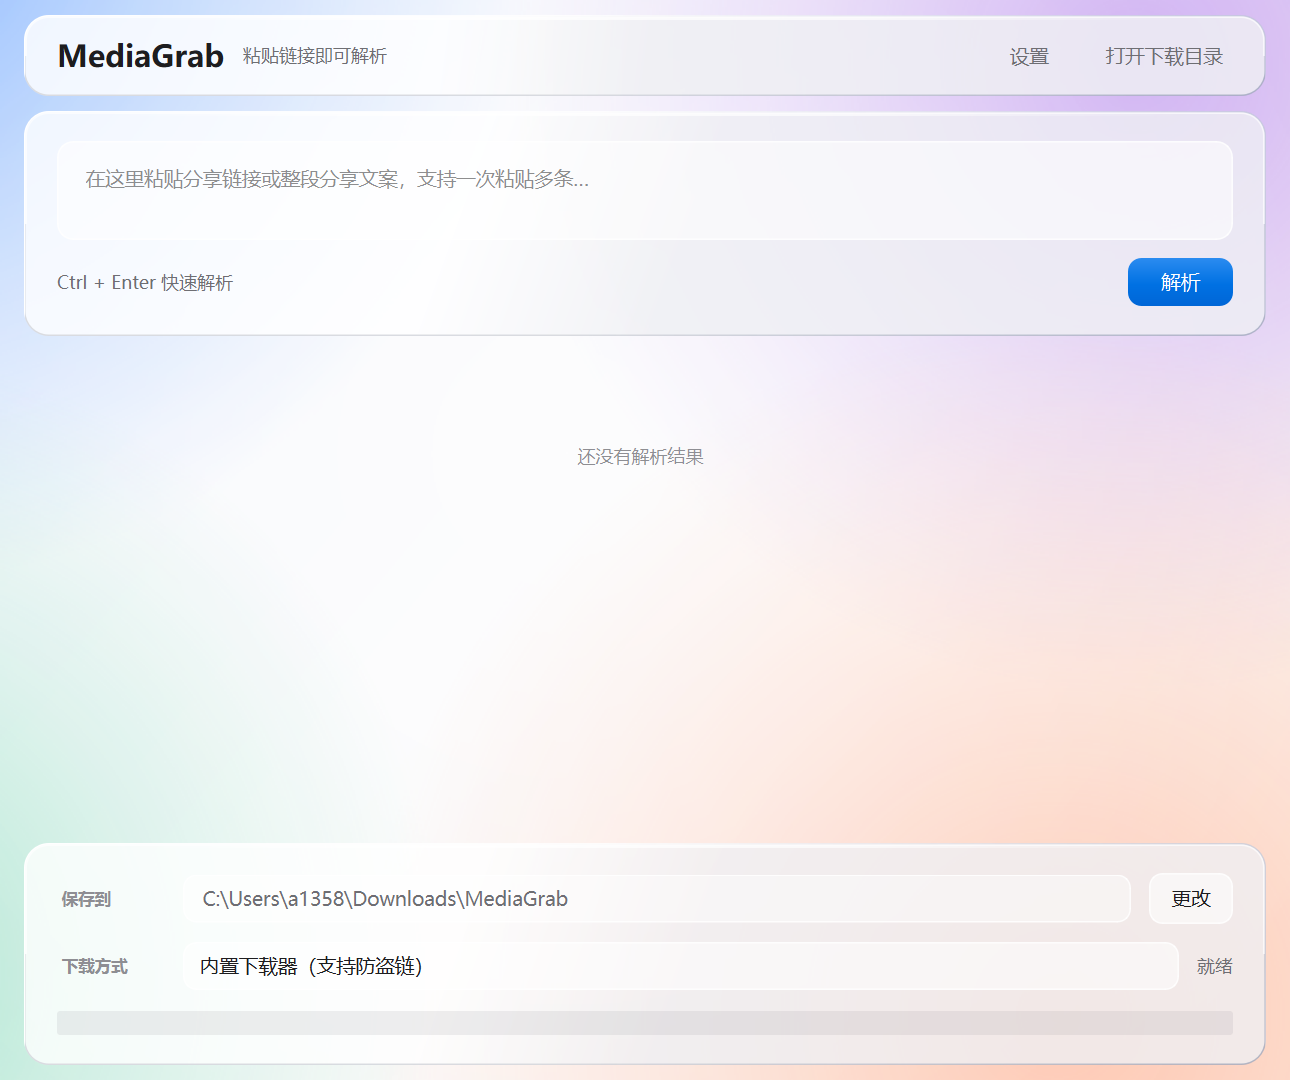 MediaGrab 粘贴链接即可解析 设置 打开下载目录
在这里粘贴分享链接或整段分享文案，支持一次粘贴多条...
Ctrl + Enter 快速解析 解析
还没有解析结果
保存到 C:\Users\a1358\Downloads\MediaGrab 更改
下载方式 内置下载器（支持防盗链） 就绪